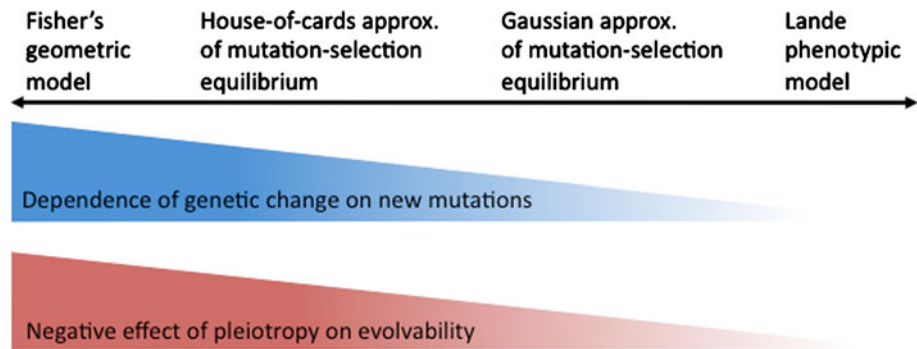 Fisher's
geometric
model
House-of-cards approx.
of mutation-selection
equilibrium
Gaussian approx.
of mutation-selection
equilibrium
Lande
phenotypic
model
Dependence of genetic change on new mutations
Negative effect of pleiotropy on evolvability